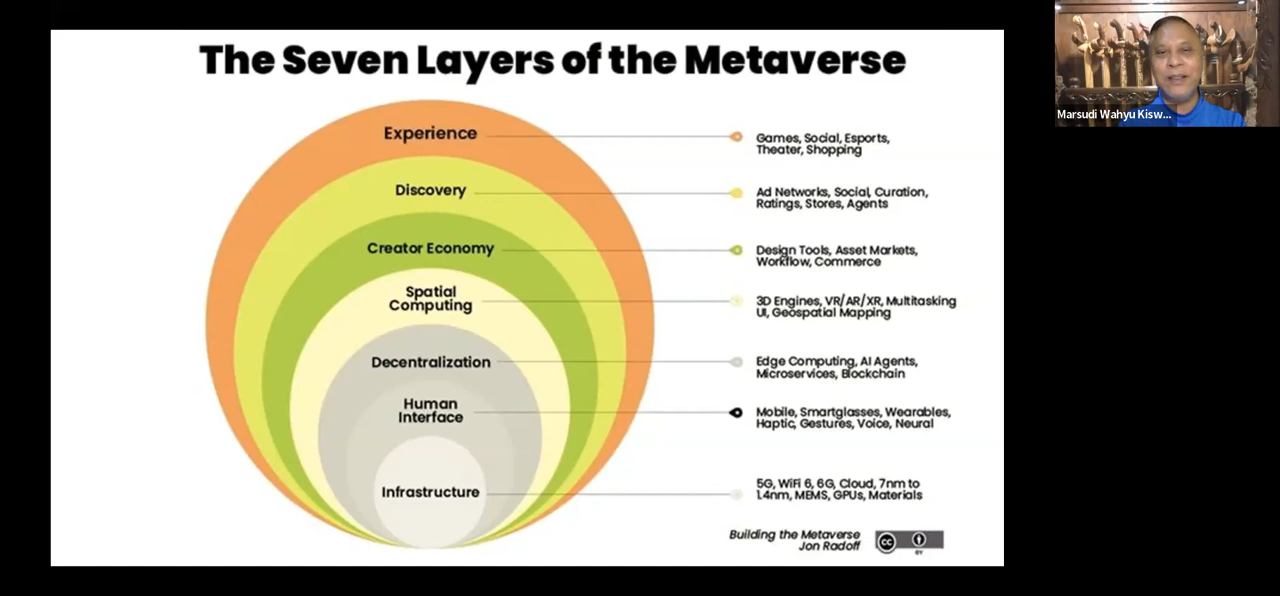 The Seven Layers of the Metaverse
Experience
Games, Social, Esports,
Theater, Shopping
Discovery
Ad Networks, Social, Curation,
Ratings, Stores, Agents
Creator Economy
Design Tools, Asset Markets,
Workflow, Commerce
Spatial
Computing
3D Engines, VR/AR/XR, Multitasking
UI, Geospatial Mapping
Decentralization
Edge Computing, AI Agents,
Microservices, Blockchain
Human
Interface
Mobile, Smartglasses, Wearables,
Haptic, Gestures, Voice, Neural
Infrastructure
5G, WiFi 6, 6G, Cloud, 7nm to
1.4nm, MEMS, GPUs, Materials
Building the Metaverse
Jon Radoff
cc
BY
Marsudi Wahyu Kisw...